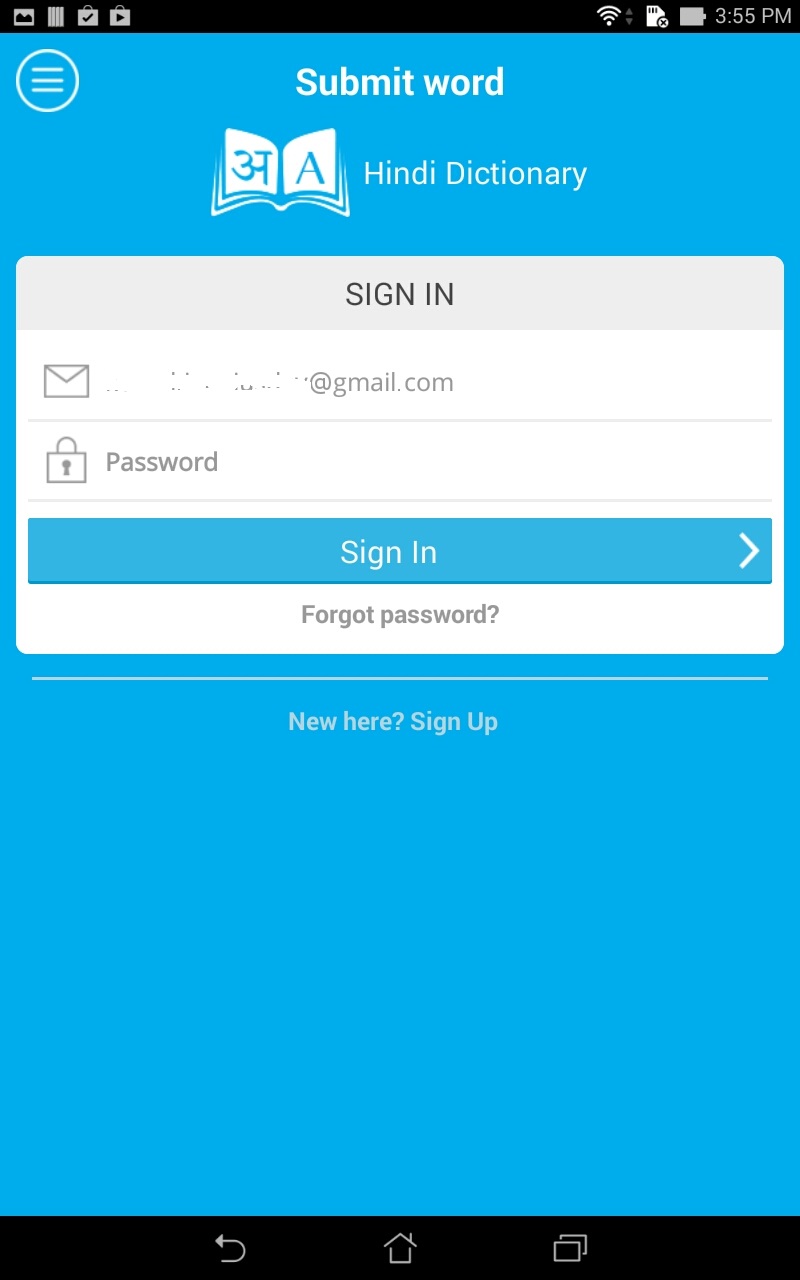 3:55 PM
Submit word
अ A
Hindi Dictionary
SIGN IN
@gmail.com
Password
Sign In
Forgot password?
New here? Sign Up